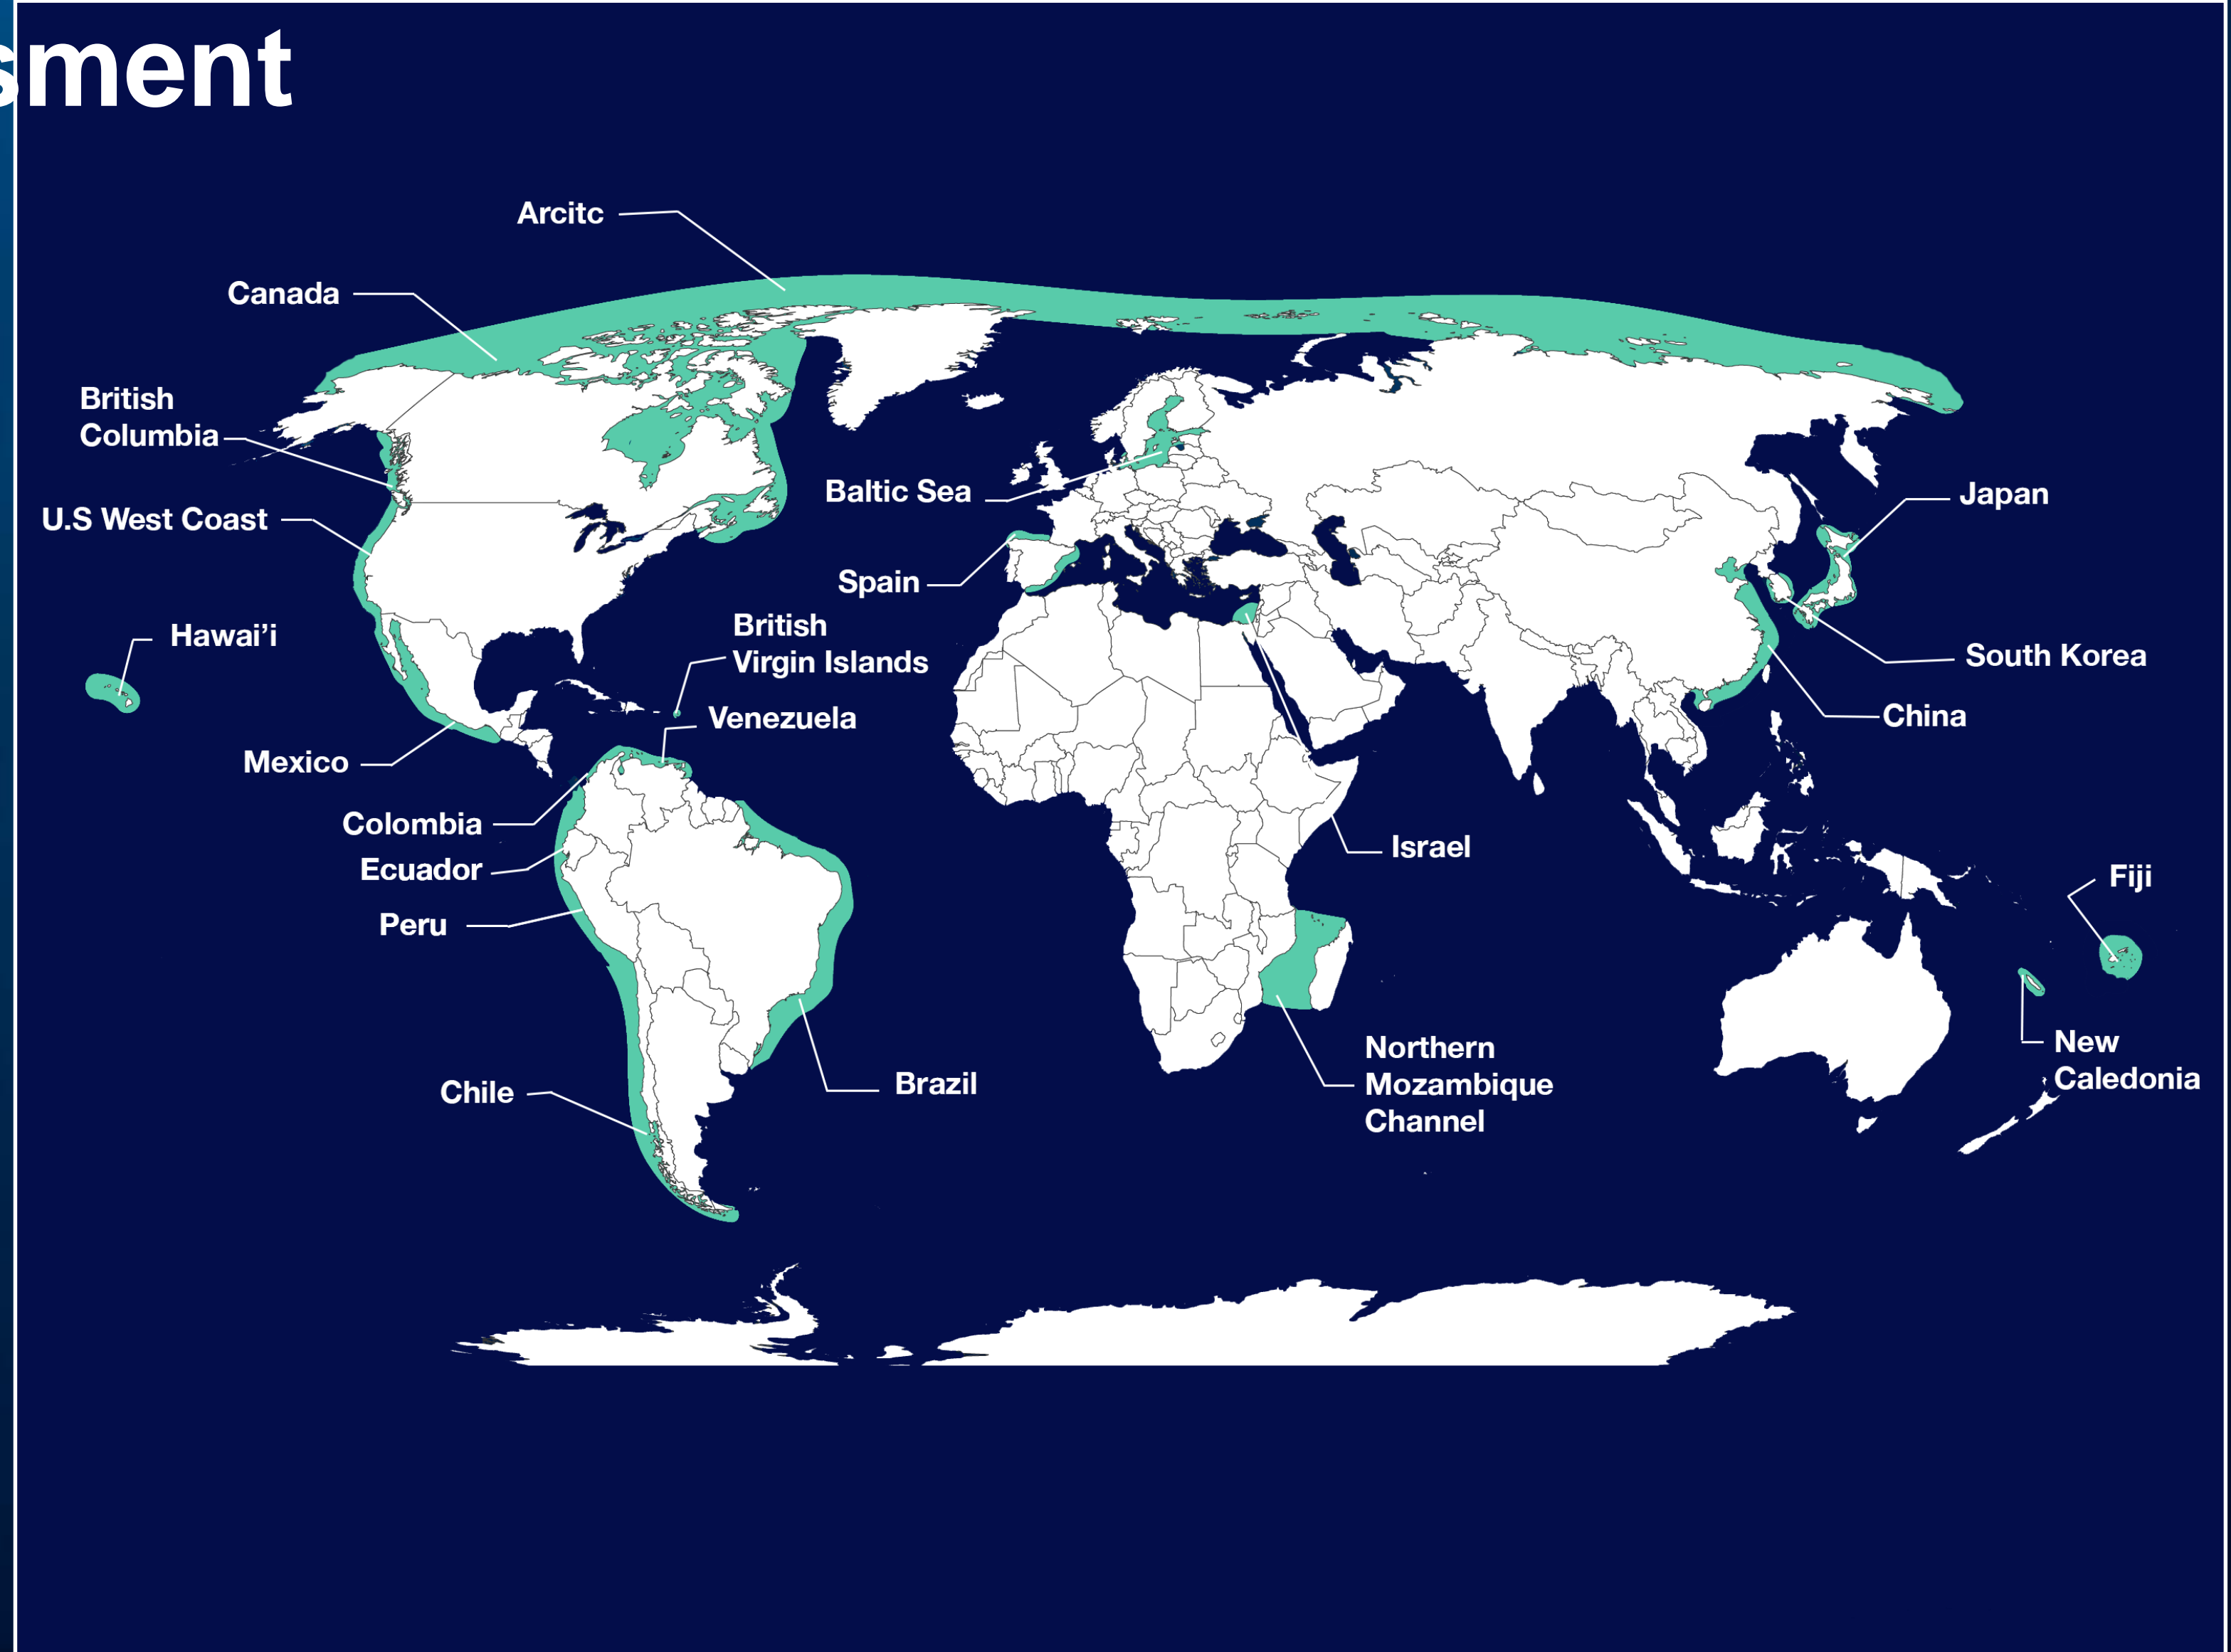 sment
Arcitc
Canada
British
Columbia
U.S West Coast
Hawai’i
Mexico
Baltic Sea
Spain
British
Virgin Islands
Venezuela
Colombia
Ecuador
Peru
Chile
Brazil
Japan
South Korea
China
Israel
Fiji
Northern
Mozambique
Channel
New
Caledonia